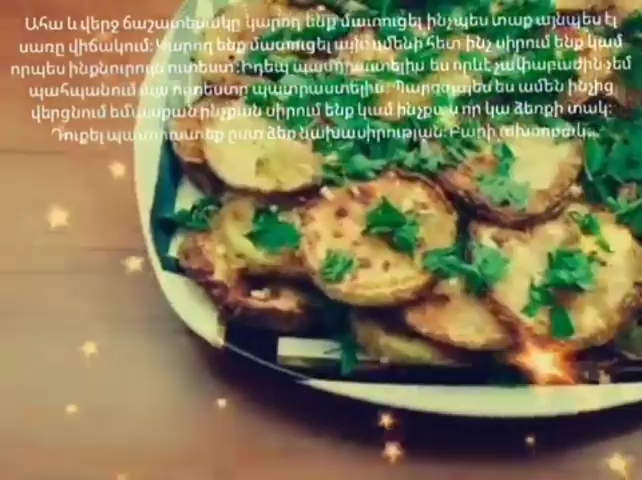 Ահա և վերջ ճաշատեսակը կարող ենք մատուցել ինչպես տաք այնպես էլ
սառը վիճակում: Կարող ենք մատուցել այն ամենի հետ ինչ սիրում ենք կամ
որպես ինքնուրույն ուտեստ: Իդեպ պատրաստելիս ես որևէ չափաբաժին չեմ
պահպանում այս ուտեստը պատրաստելիս: Պարզապես ես ամեն ինչից
վերցնում եմ այնքան ինչքան սիրում ենք կամ ինչքան որ կա ձեռքի տակ:
Դուք էլ պատրաստեք ըստ ձեր նախասիրության: Բարի ախորժակ...